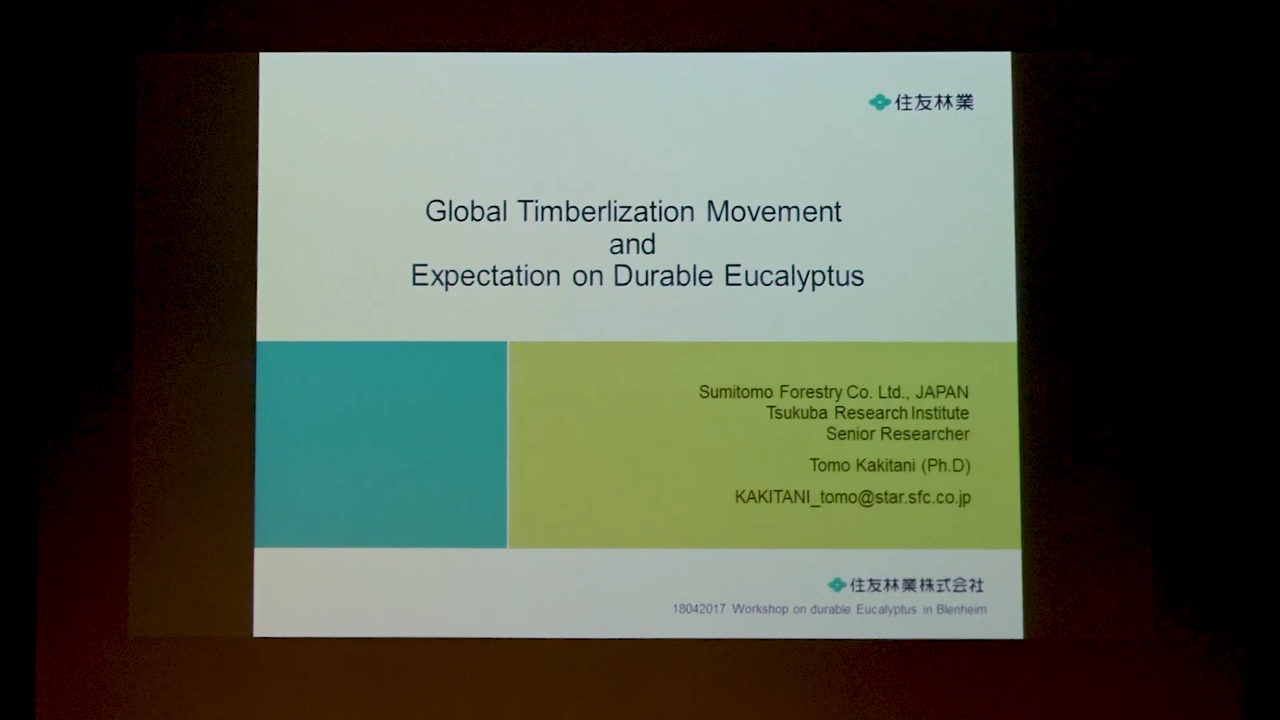 住友林業
Global Timberlization Movement
and
Expectation on Durable Eucalyptus
Sumitomo Forestry Co. Ltd., JAPAN
Tsukuba Research Institute
Senior Researcher
Tomo Kakitani (Ph.D)
KAKITANI_tomo@star.sfc.co.jp
住友林業株式会社
18042017 Workshop on durable Eucalyptus in Blenheim